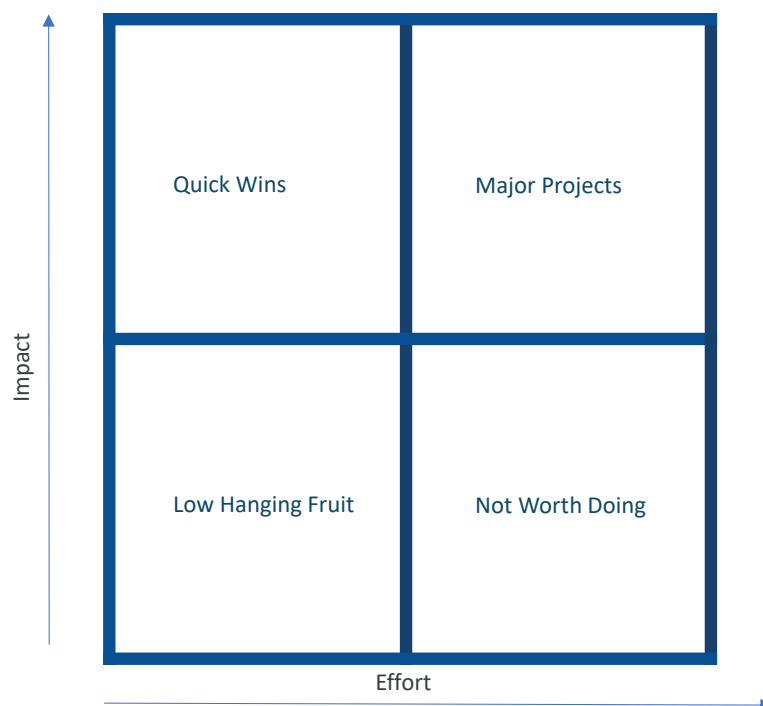 Quick Wins
Major Projects
Impact
Low Hanging Fruit
Not Worth Doing
Effort